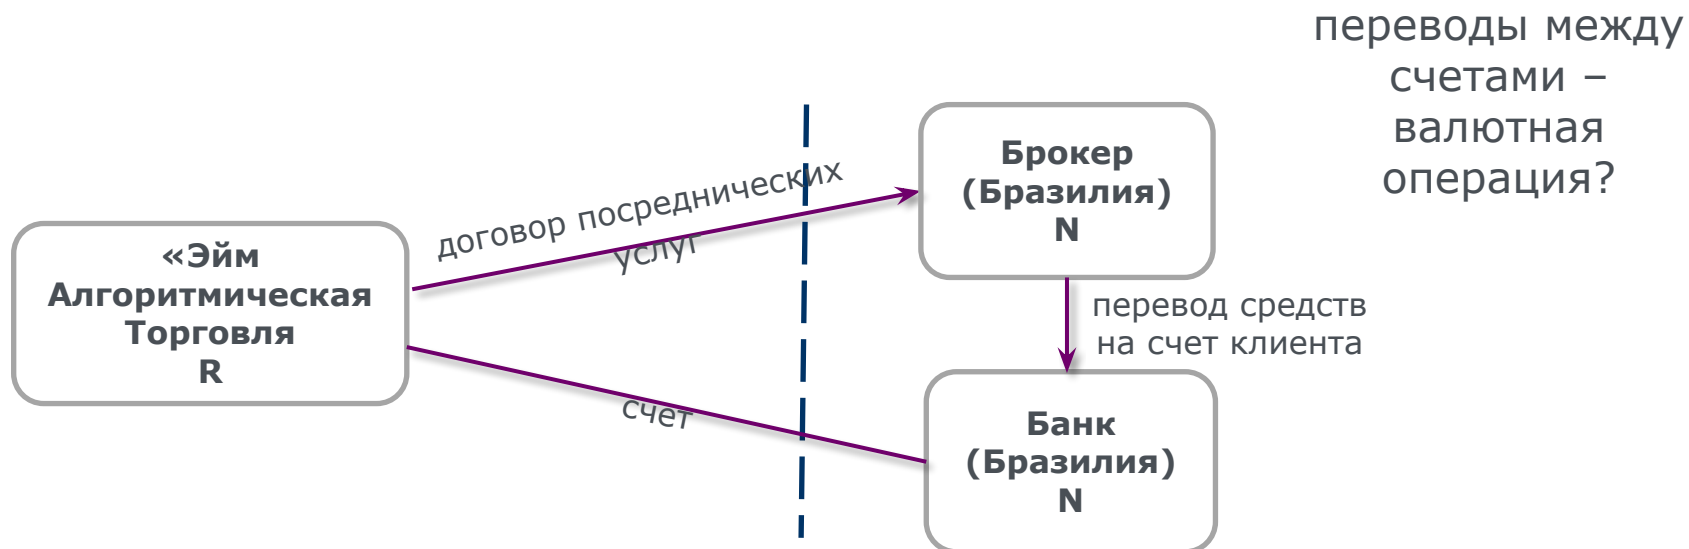 переводы между
счетами –
валютная
операция?
Брокер
(Бразилия)
N
договор посреднических
услуг
«Эйм
Алгоритмическая
Торговля
R
перевод средств
на счет клиента
счет
Банк
(Бразилия)
N